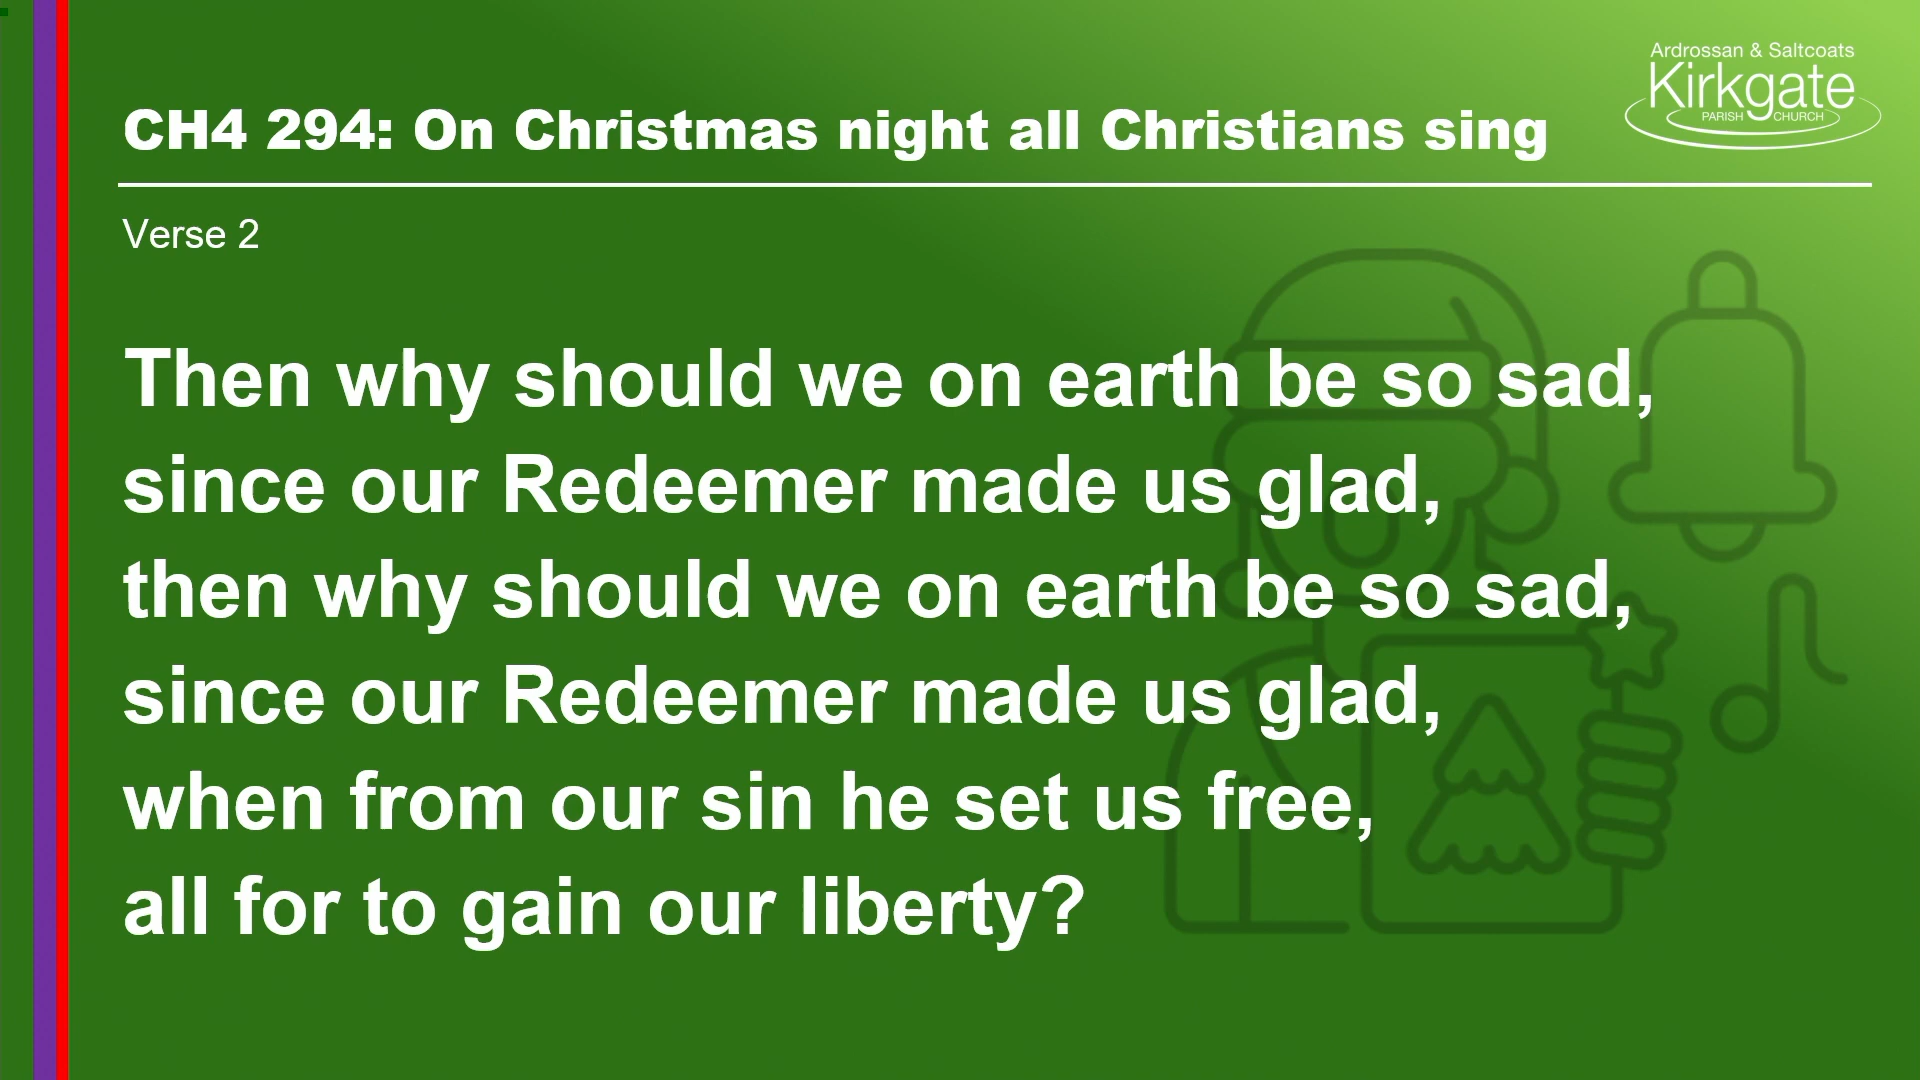 Ardrossan & Saltcoats
Kirkgate
PARISH CHURCH
CH4 294: On Christmas night all Christians sing
Verse 2
Then why should we on earth be so sad,
since our Redeemer made us glad,
then why should we on earth be so sad,
since our Redeemer made us glad,
when from our sin he set us free,
all for to gain our liberty?